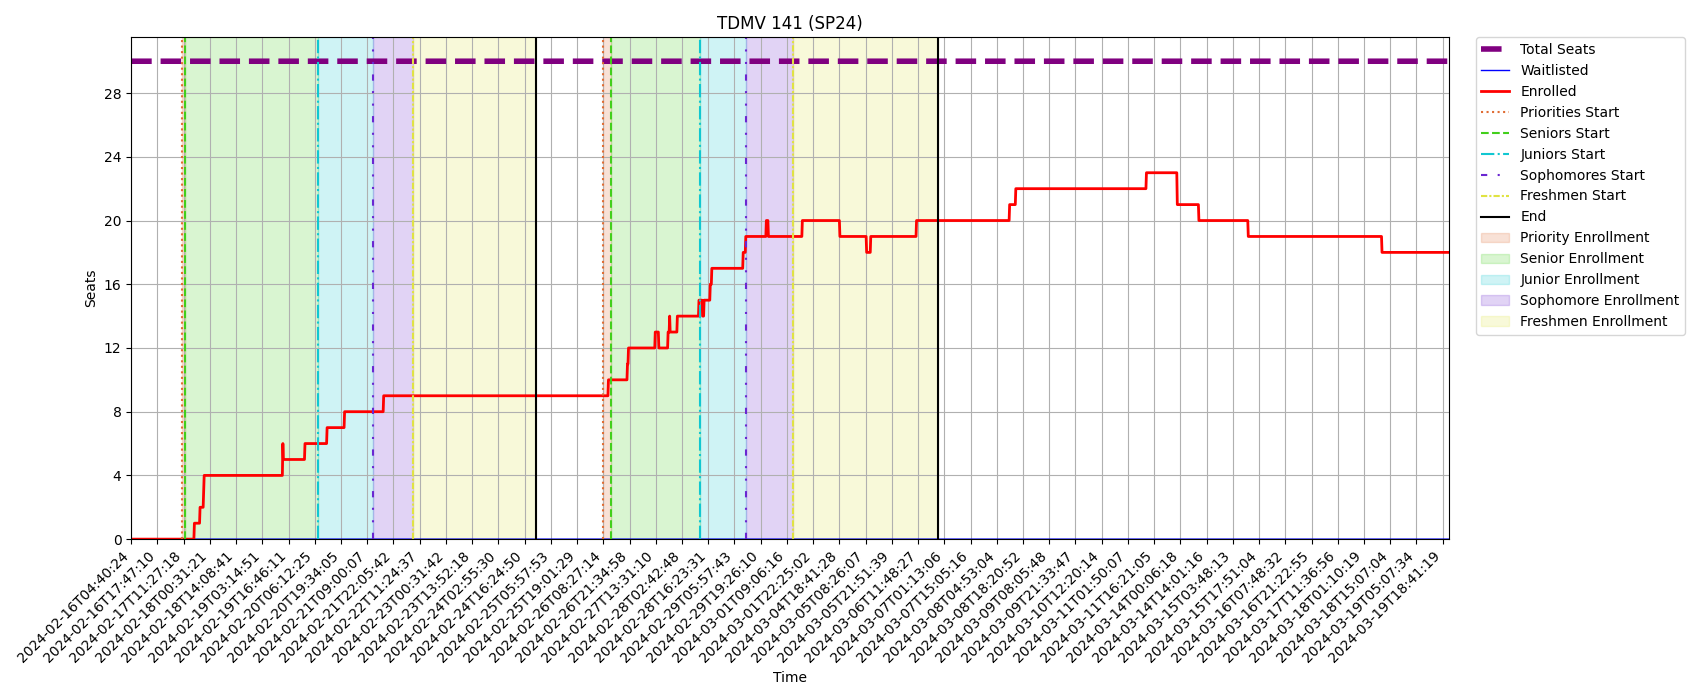 TDMV 141 (SP24)
Total Seats
Waitlisted
Enrolled
Priorities Start
Seniors Start
Juniors Start
Sophomores Start
Freshmen Start
End
Priority Enrollment
Senior Enrollment
Junior Enrollment
Sophomore Enrollment
Freshmen Enrollment
Seats
28
24
20
16
12
8
4
0
2024-02-16T04:40:24
2024-02-16T17:47:10
2024-02-17T11:27:18
2024-02-18T00:31:21
2024-02-18T14:08:41
2024-02-19T03:14:51
2024-02-19T16:46:11
2024-02-20T06:12:25
2024-02-20T19:34:05
2024-02-21T09:00:07
2024-02-21T22:05:42
2024-02-22T11:24:37
2024-02-23T00:31:42
2024-02-23T13:52:18
2024-02-24T02:55:30
2024-02-24T16:24:50
2024-02-25T05:57:53
2024-02-25T19:01:29
2024-02-26T08:27:14
2024-02-26T21:34:58
2024-02-27T13:31:10
2024-02-28T02:42:48
2024-02-28T16:23:31
2024-02-29T05:57:43
2024-02-29T19:26:10
2024-03-01T09:06:16
2024-03-01T22:25:02
2024-03-04T18:41:28
2024-03-05T08:26:07
2024-03-05T21:51:39
2024-03-06T11:48:27
2024-03-07T01:13:06
2024-03-07T15:05:16
2024-03-08T04:53:04
2024-03-08T18:20:52
2024-03-09T08:05:48
2024-03-09T21:33:47
2024-03-10T12:20:14
2024-03-11T01:50:07
2024-03-11T16:21:05
2024-03-14T00:06:18
2024-03-14T14:01:16
2024-03-15T03:48:13
2024-03-15T17:51:04
2024-03-16T07:48:32
2024-03-16T21:22:55
2024-03-17T11:36:56
2024-03-18T01:10:19
2024-03-18T15:07:04
2024-03-19T05:07:34
2024-03-19T18:41:19
Time